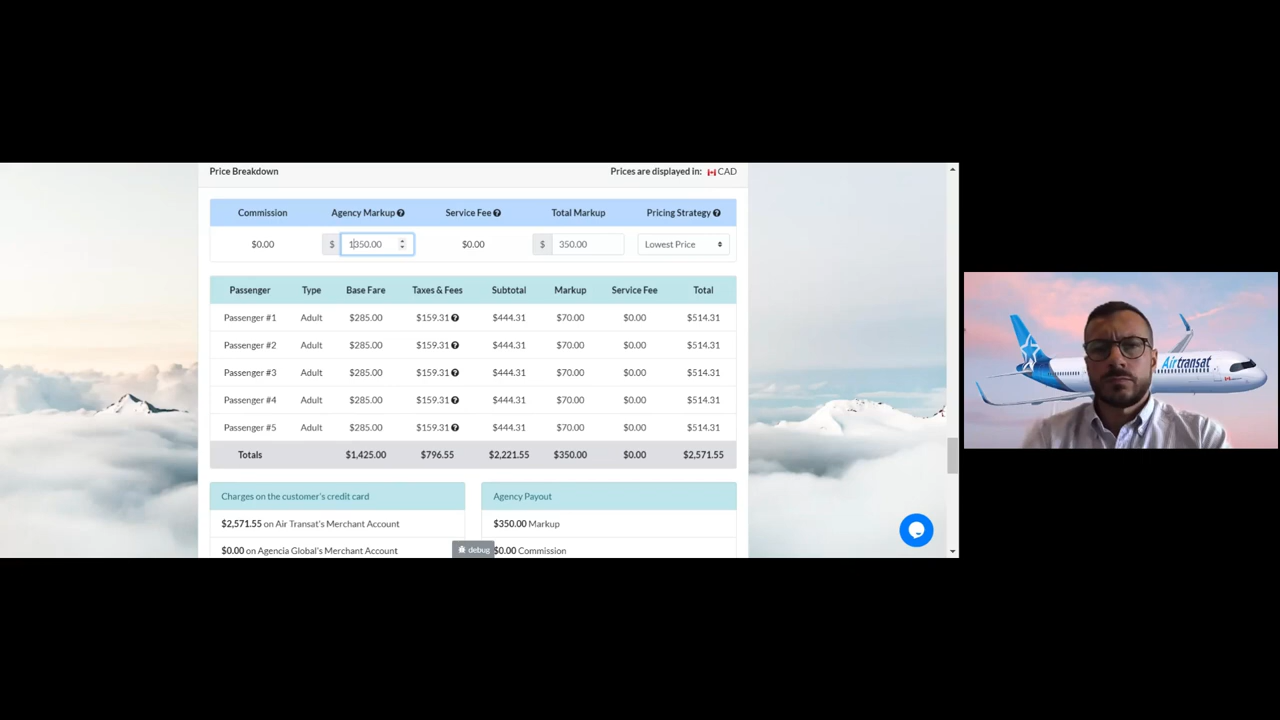 Price Breakdown Prices are displayed in: CAD
Commission Agency Markup Service Fee Total Markup Pricing Strategy
$0.00 $ 1350.00 $0.00 $ 350.00 Lowest Price
Passenger Type Base Fare Taxes & Fees Subtotal Markup Service Fee Total
Passenger #1 Adult $285.00 $159.31 $444.31 $70.00 $0.00 $514.31
Passenger #2 Adult $285.00 $159.31 $444.31 $70.00 $0.00 $514.31
Passenger #3 Adult $285.00 $159.31 $444.31 $70.00 $0.00 $514.31
Passenger #4 Adult $285.00 $159.31 $444.31 $70.00 $0.00 $514.31
Passenger #5 Adult $285.00 $159.31 $444.31 $70.00 $0.00 $514.31
Totals $1,425.00 $796.55 $2,221.55 $350.00 $0.00 $2,571.55
Charges on the customer's credit card Agency Payout
$2,571.55 on Air Transat's Merchant Account $350.00 Markup
$0.00 on Agencia Global's Merchant Account debug $0.00 Commission
Air transat